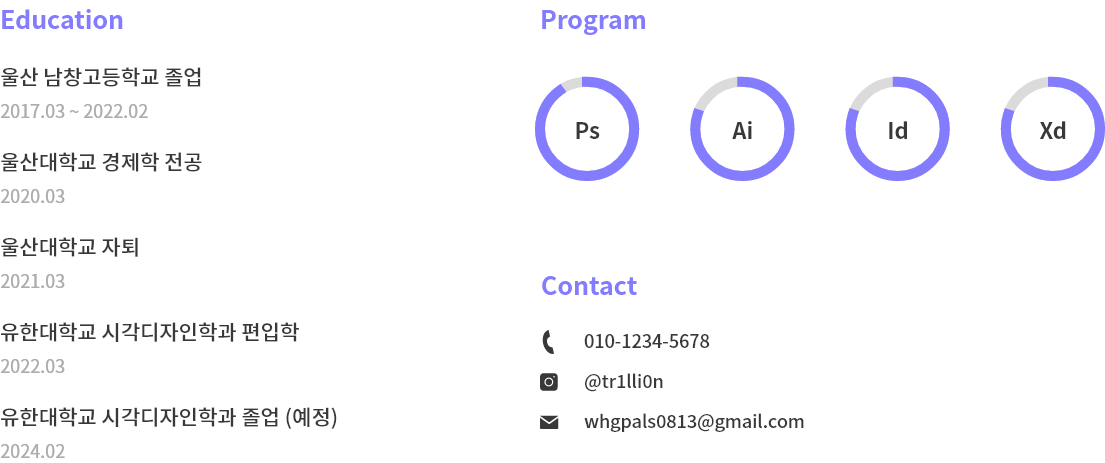 Education
울산 남창고등학교 졸업
2017.03 ~ 2022.02
울산대학교 경제학 전공
2020.03
울산대학교 자퇴
2021.03
유한대학교 시각디자인학과 편입학
2022.03
유한대학교 시각디자인학과 졸업 (예정)
2024.02
Program
Ps
Ai
Id
Xd
Contact
010-1234-5678
@tr1lli0n
whgpals0813@gmail.com